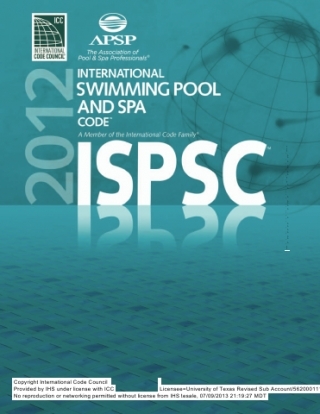 ICC
INTERNATIONAL
CODE COUNCIL®
APSP
The Association of
Pool & Spa Professionals®
2012
INTERNATIONAL
SWIMMING POOL
AND SPA
CODE™
A Member of the International Code Family®
ISPSC™
Copyright International Code Council
Provided by IHS under license with ICC
Licensee=University of Texas Revised Sub Account/5620001114
No reproduction or networking permitted without license from IHS
Not for Resale, 07/09/2013 21:19:27 MDT